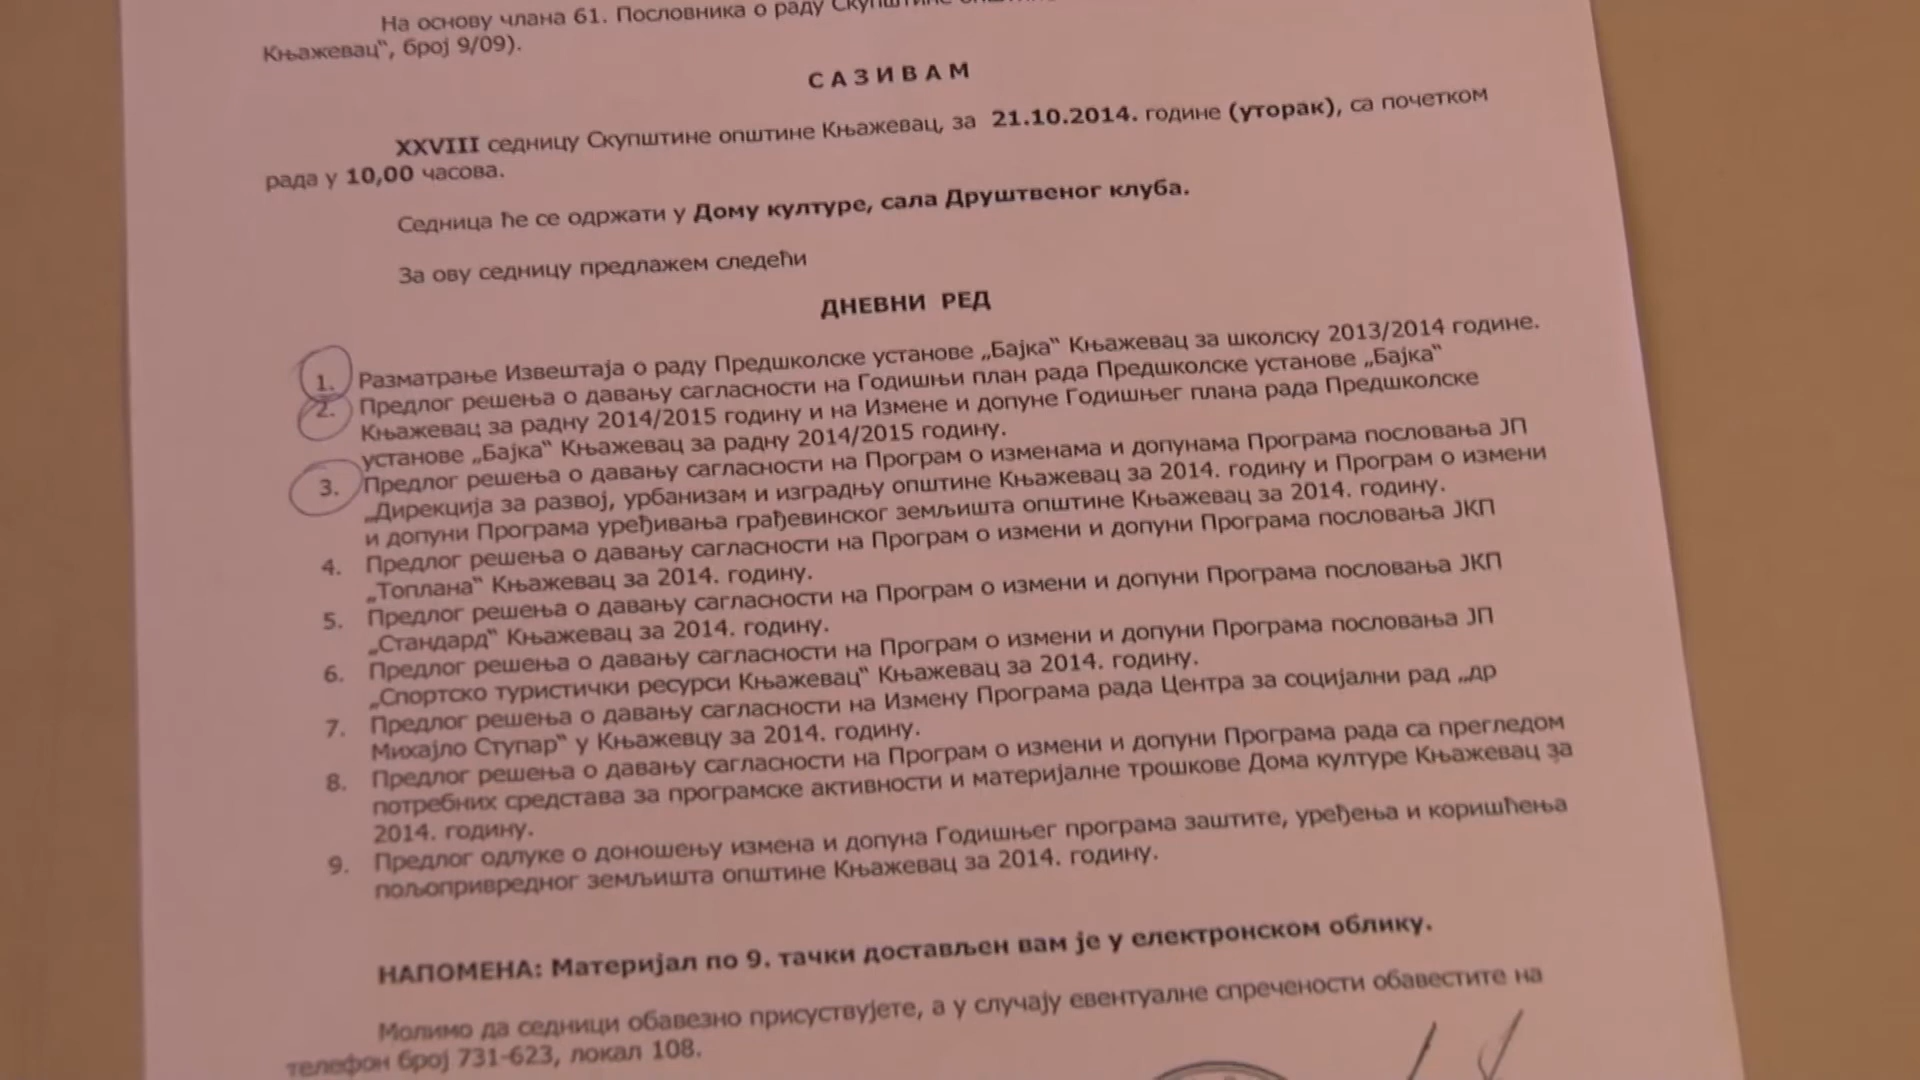 На основу члана 61. Пословника о раду Скупштине
Књажевац“, број 9/09).
С А З И В А М
XXVIII седницу Скупштине општине Књажевац, за 21.10.2014. године (уторак), са почетком
рада у 10,00 часова.
Седница ће се одржати у Дому културе, сала Друштвеног клуба.
За ову седницу предлажем следећи
ДНЕВНИ РЕД
1. Разматрање Извештаја о раду Предшколске установе „Бајка“ Књажевац за школску 2013/2014 године.
2. Предлог решења о давању сагласности на Годишњи план рада Предшколске установе „Бајка“
Књажевац за радну 2014/2015 годину и на Измене и допуне Годишњег плана рада Предшколске
установе „Бајка“ Књажевац за радну 2014/2015 годину.
3. Предлог решења о давању сагласности на Програм о изменама и допунама Програма пословања ЈП
„Дирекција за развој, урбанизам и изградњу општине Књажевац за 2014. годину и Програм о измени
и допуни Програма уређивања грађевинског земљишта општине Књажевац за 2014. годину.
4. Предлог решења о давању сагласности на Програм о измени и допуни Програма пословања ЈКП
„Топлана“ Књажевац за 2014. годину.
5. Предлог решења о давању сагласности на Програм о измени и допуни Програма пословања ЈКП
„Стандард“ Књажевац за 2014. годину.
6. Предлог решења о давању сагласности на Програм о измени и допуни Програма пословања ЈП
„Спортско туристички ресурси Књажевац“ Књажевац за 2014. годину.
7. Предлог решења о давању сагласности на Измену Програма рада Центра за социјални рад „др
Михајло Ступар“ у Књажевцу за 2014. годину.
8. Предлог решења о давању сагласности на Програм о измени и допуни Програма рада са прегледом
потребних средстава за програмске активности и материјалне трошкове Дома културе Књажевац за
2014. годину.
9. Предлог одлуке о доношењу измена и допуна Годишњег програма заштите, уређења и коришћења
пољопривредног земљишта општине Књажевац за 2014. годину.
НАПОМЕНА: Материјал по 9. тачки достављен вам је у електронском облику.
Молимо да седници обавезно присуствујете, а у случају евентуалне спречености обавестите на
телефон број 731-623, локал 108.